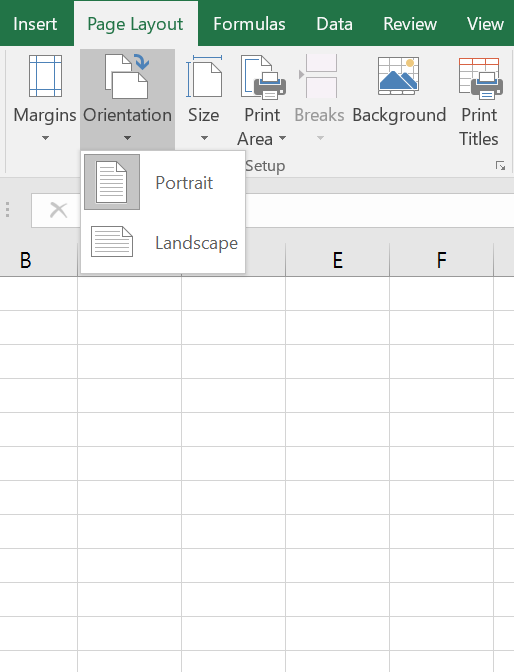 Insert Page Layout Formulas Data Review View
Margins Orientation Size Print Area Breaks Background Print Titles
Setup
Portrait
Landscape
B E F